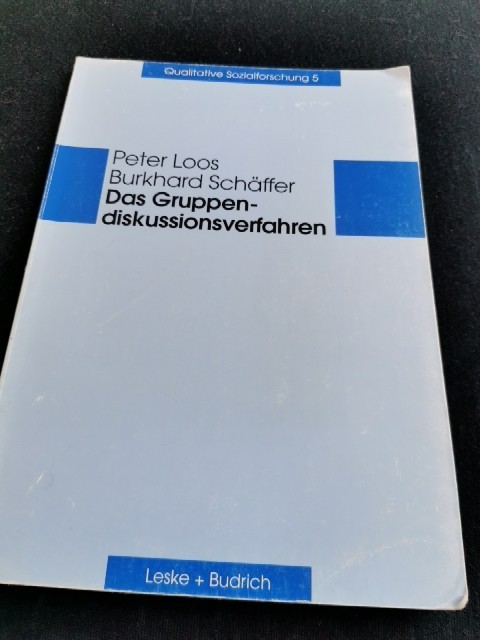 Qualitative Sozialforschung 5
Peter Loos
Burkhard Schäffer
Das Gruppen-
diskussionsverfahren
Leske + Budrich